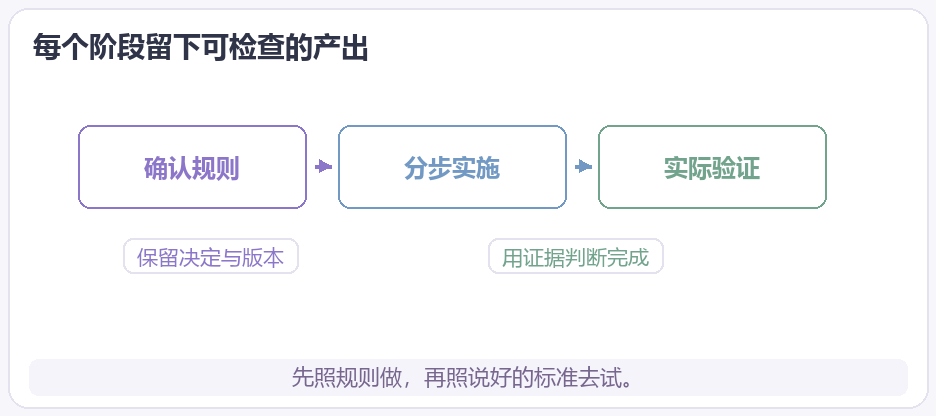 每个阶段留下可检查的产出
确认规则
分步实施
实际验证
保留决定与版本
用证据判断完成
先照规则做，再照说好的标准去试。